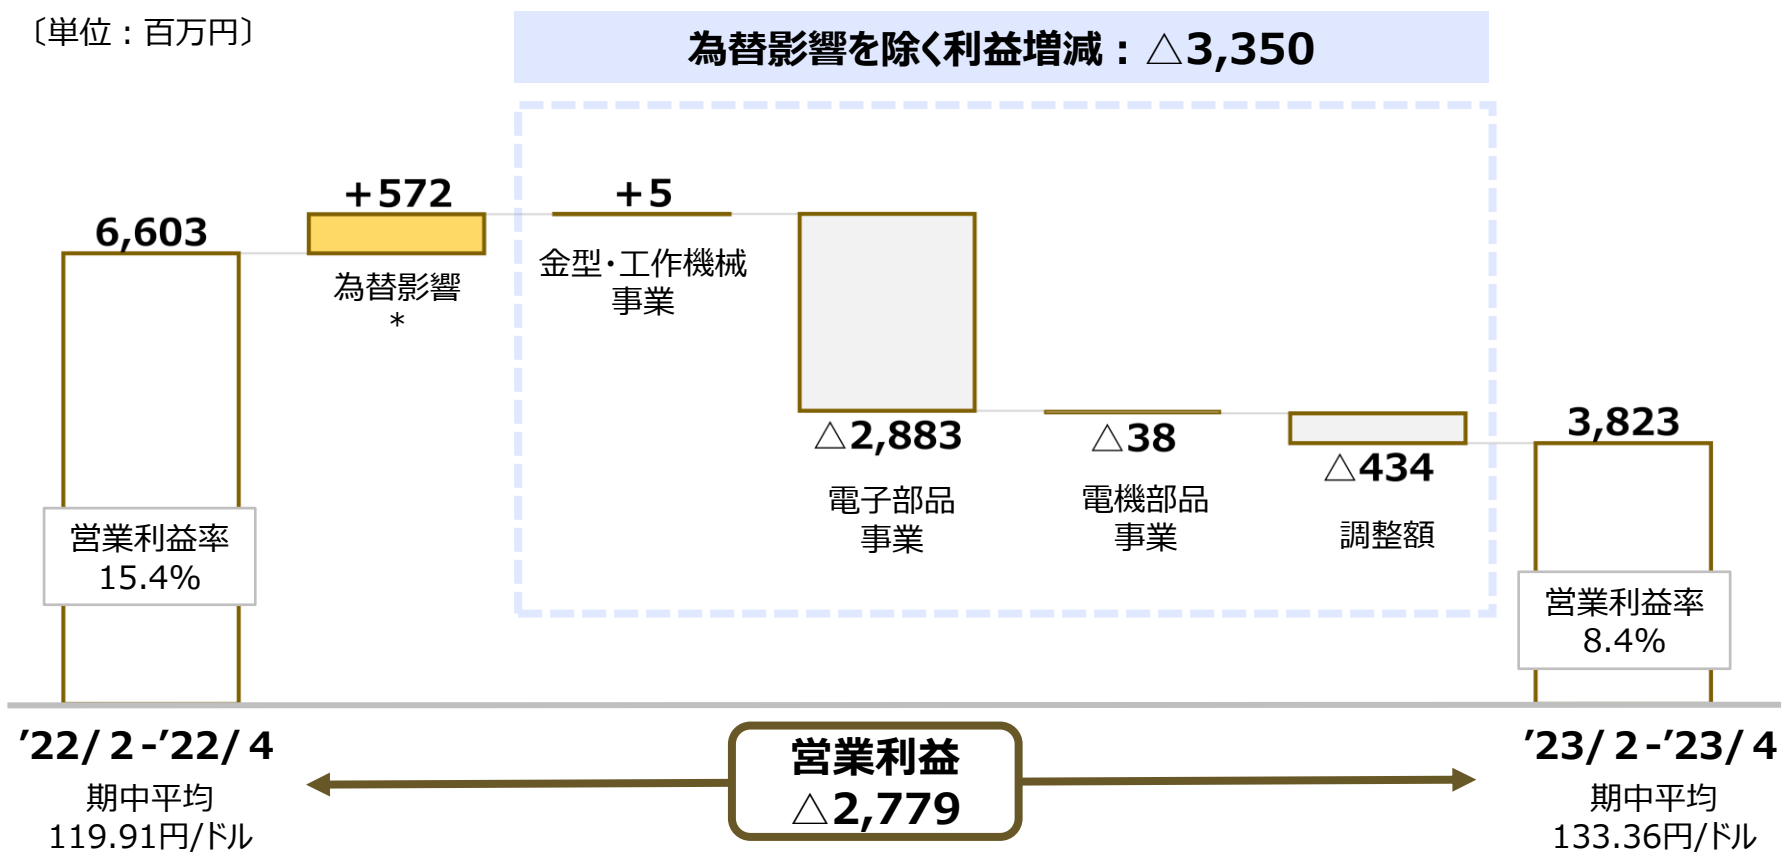 〔単位：百万円〕
為替影響を除く利益増減：△3,350
6,603
+572
為替影響
*
+5
金型・工作機械
事業
△2,883
電子部品
事業
△38
電機部品
事業
△434
調整額
3,823
営業利益率
15.4%
営業利益率
8.4%
’22/２-’22/４
期中平均
119.91円/ドル
営業利益
△2,779
’23/２-’23/４
期中平均
133.36円/ドル